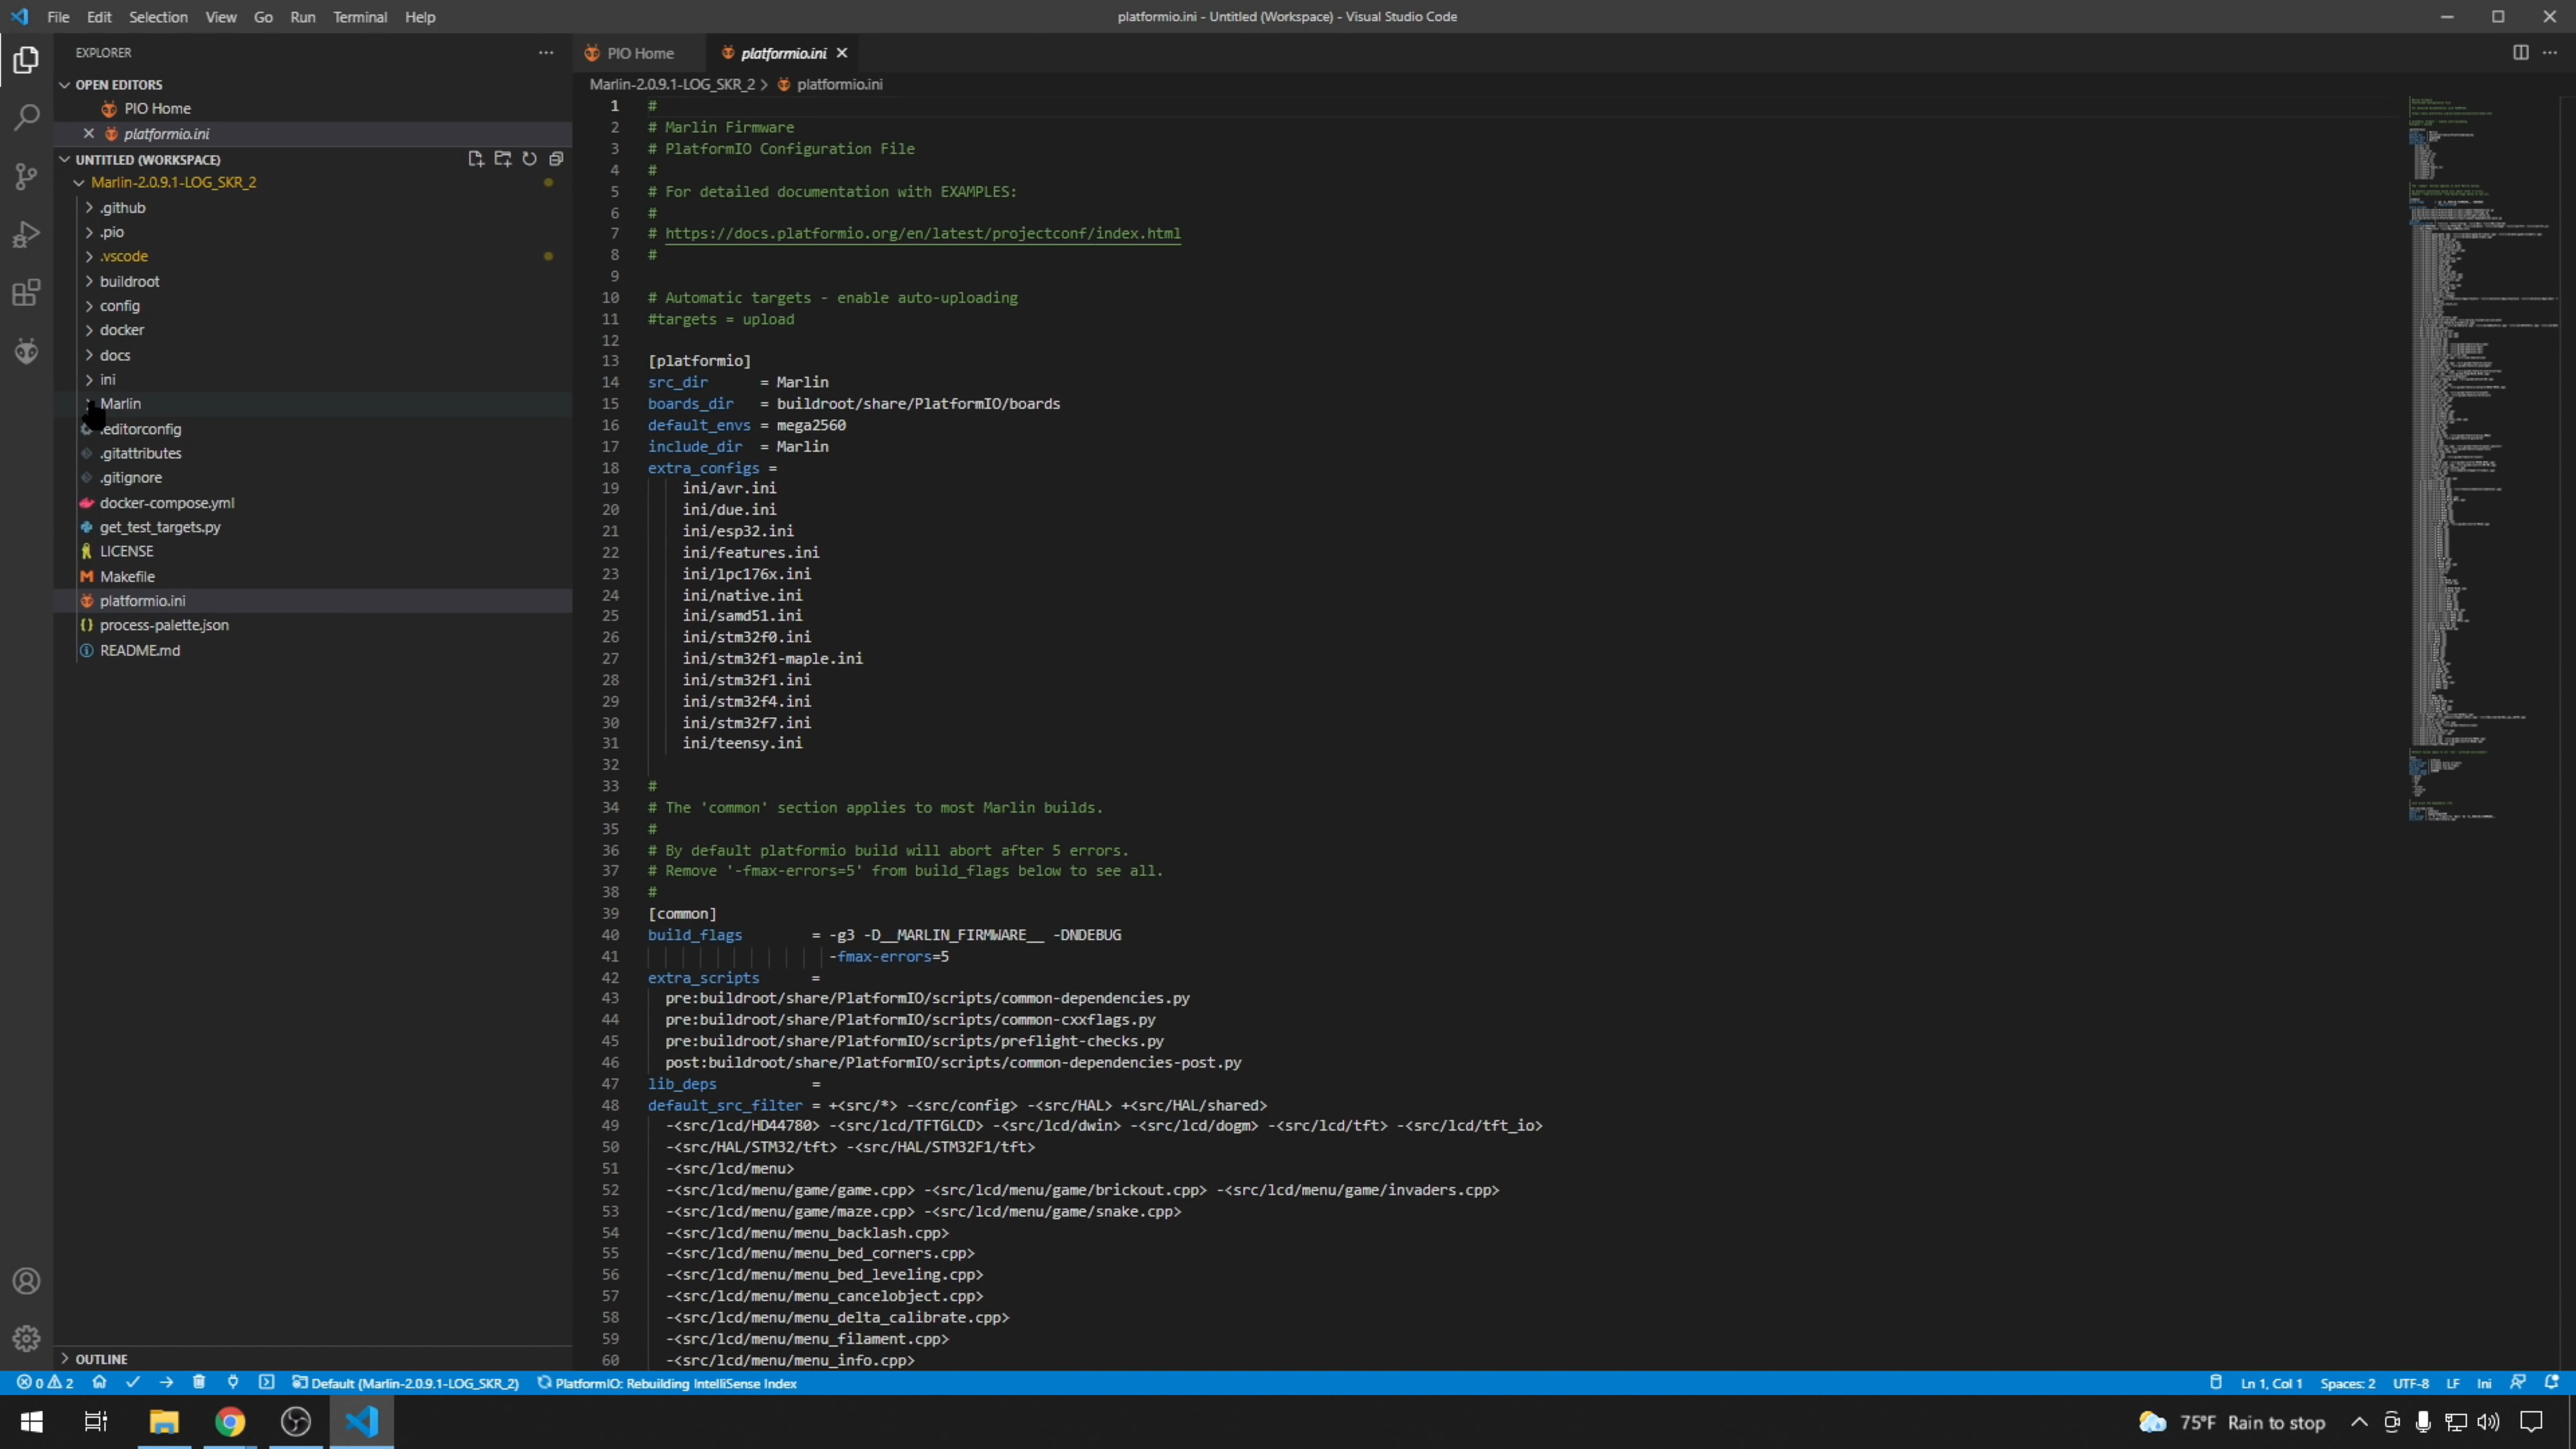 File Edit Selection View Go Run Terminal Help
platformio.ini - Untitled (Workspace) - Visual Studio Code
EXPLORER
OPEN EDITORS
PIO Home
platformio.ini
UNTITLED (WORKSPACE)
Marlin-2.0.9.1-LOG_SKR_2
.github
.pio
.vscode
buildroot
config
docker
docs
ini
Marlin
.editorconfig
.gitattributes
.gitignore
docker-compose.yml
get_test_targets.py
LICENSE
Makefile
platformio.ini
process-palette.json
README.md
OUTLINE
PIO Home platformio.ini
Marlin-2.0.9.1-LOG_SKR_2 > platformio.ini
1 #
2 # Marlin Firmware
3 # PlatformIO Configuration File
4 #
5 # For detailed documentation with EXAMPLES:
6 #
7 # https://docs.platformio.org/en/latest/projectconf/index.html
8 #
9
10 # Automatic targets - enable auto-uploading
11 #targets = upload
12
13 [platformio]
14 src_dir = Marlin
15 boards_dir = buildroot/share/PlatformIO/boards
16 default_envs = mega2560
17 include_dir = Marlin
18 extra_configs =
19 ini/avr.ini
20 ini/due.ini
21 ini/esp32.ini
22 ini/features.ini
23 ini/lpc176x.ini
24 ini/native.ini
25 ini/samd51.ini
26 ini/stm32f0.ini
27 ini/stm32f1-maple.ini
28 ini/stm32f1.ini
29 ini/stm32f4.ini
30 ini/stm32f7.ini
31 ini/teensy.ini
32
33 #
34 # The 'common' section applies to most Marlin builds.
35 #
36 # By default platformio build will abort after 5 errors.
37 # Remove '-fmax-errors=5' from build_flags below to see all.
38 #
39 [common]
40 build_flags = -g3 -D__MARLIN_FIRMWARE__ -DNDEBUG
41 -fmax-errors=5
42 extra_scripts =
43 pre:buildroot/share/PlatformIO/scripts/common-dependencies.py
44 pre:buildroot/share/PlatformIO/scripts/common-cxxflags.py
45 pre:buildroot/share/PlatformIO/scripts/preflight-checks.py
46 post:buildroot/share/PlatformIO/scripts/common-dependencies-post.py
47 lib_deps =
48 default_src_filter = +<src/*> -<src/config> -<src/HAL> +<src/HAL/shared>
49 -<src/lcd/HD44780> -<src/lcd/TFTGLCD> -<src/lcd/dwin> -<src/lcd/dogm> -<src/lcd/tft> -<src/lcd/tft_io>
50 -<src/HAL/STM32/tft> -<src/HAL/STM32F1/tft>
51 -<src/lcd/menu>
52 -<src/lcd/menu/game/game.cpp> -<src/lcd/menu/game/brickout.cpp> -<src/lcd/menu/game/invaders.cpp>
53 -<src/lcd/menu/game/maze.cpp> -<src/lcd/menu/game/snake.cpp>
54 -<src/lcd/menu/menu_backlash.cpp>
55 -<src/lcd/menu/menu_bed_corners.cpp>
56 -<src/lcd/menu/menu_bed_leveling.cpp>
57 -<src/lcd/menu/menu_cancelobject.cpp>
58 -<src/lcd/menu/menu_delta_calibrate.cpp>
59 -<src/lcd/menu/menu_filament.cpp>
60 -<src/lcd/menu/menu_info.cpp>
0 2 Default (Marlin-2.0.9.1-LOG_SKR_2) PlatformIO: Rebuilding IntelliSense Index
Ln 1, Col 1 Spaces: 2 UTF-8 LF Ini
75°F Rain to stop